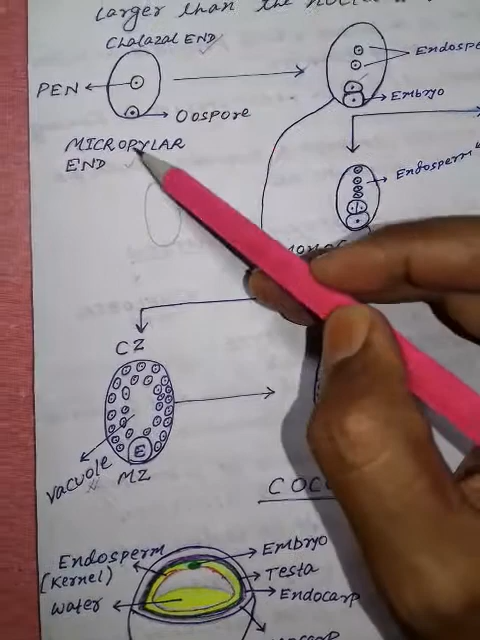 larger than the
Chalazal END
PEN
Oospore
MICROPYLAR
END
Endospe
Embryo
Endosperm
CZ
Vacuole
E
MZ
COCO
Endosperm
(Kernel)
Water
Embryo
Testa
Endocarp